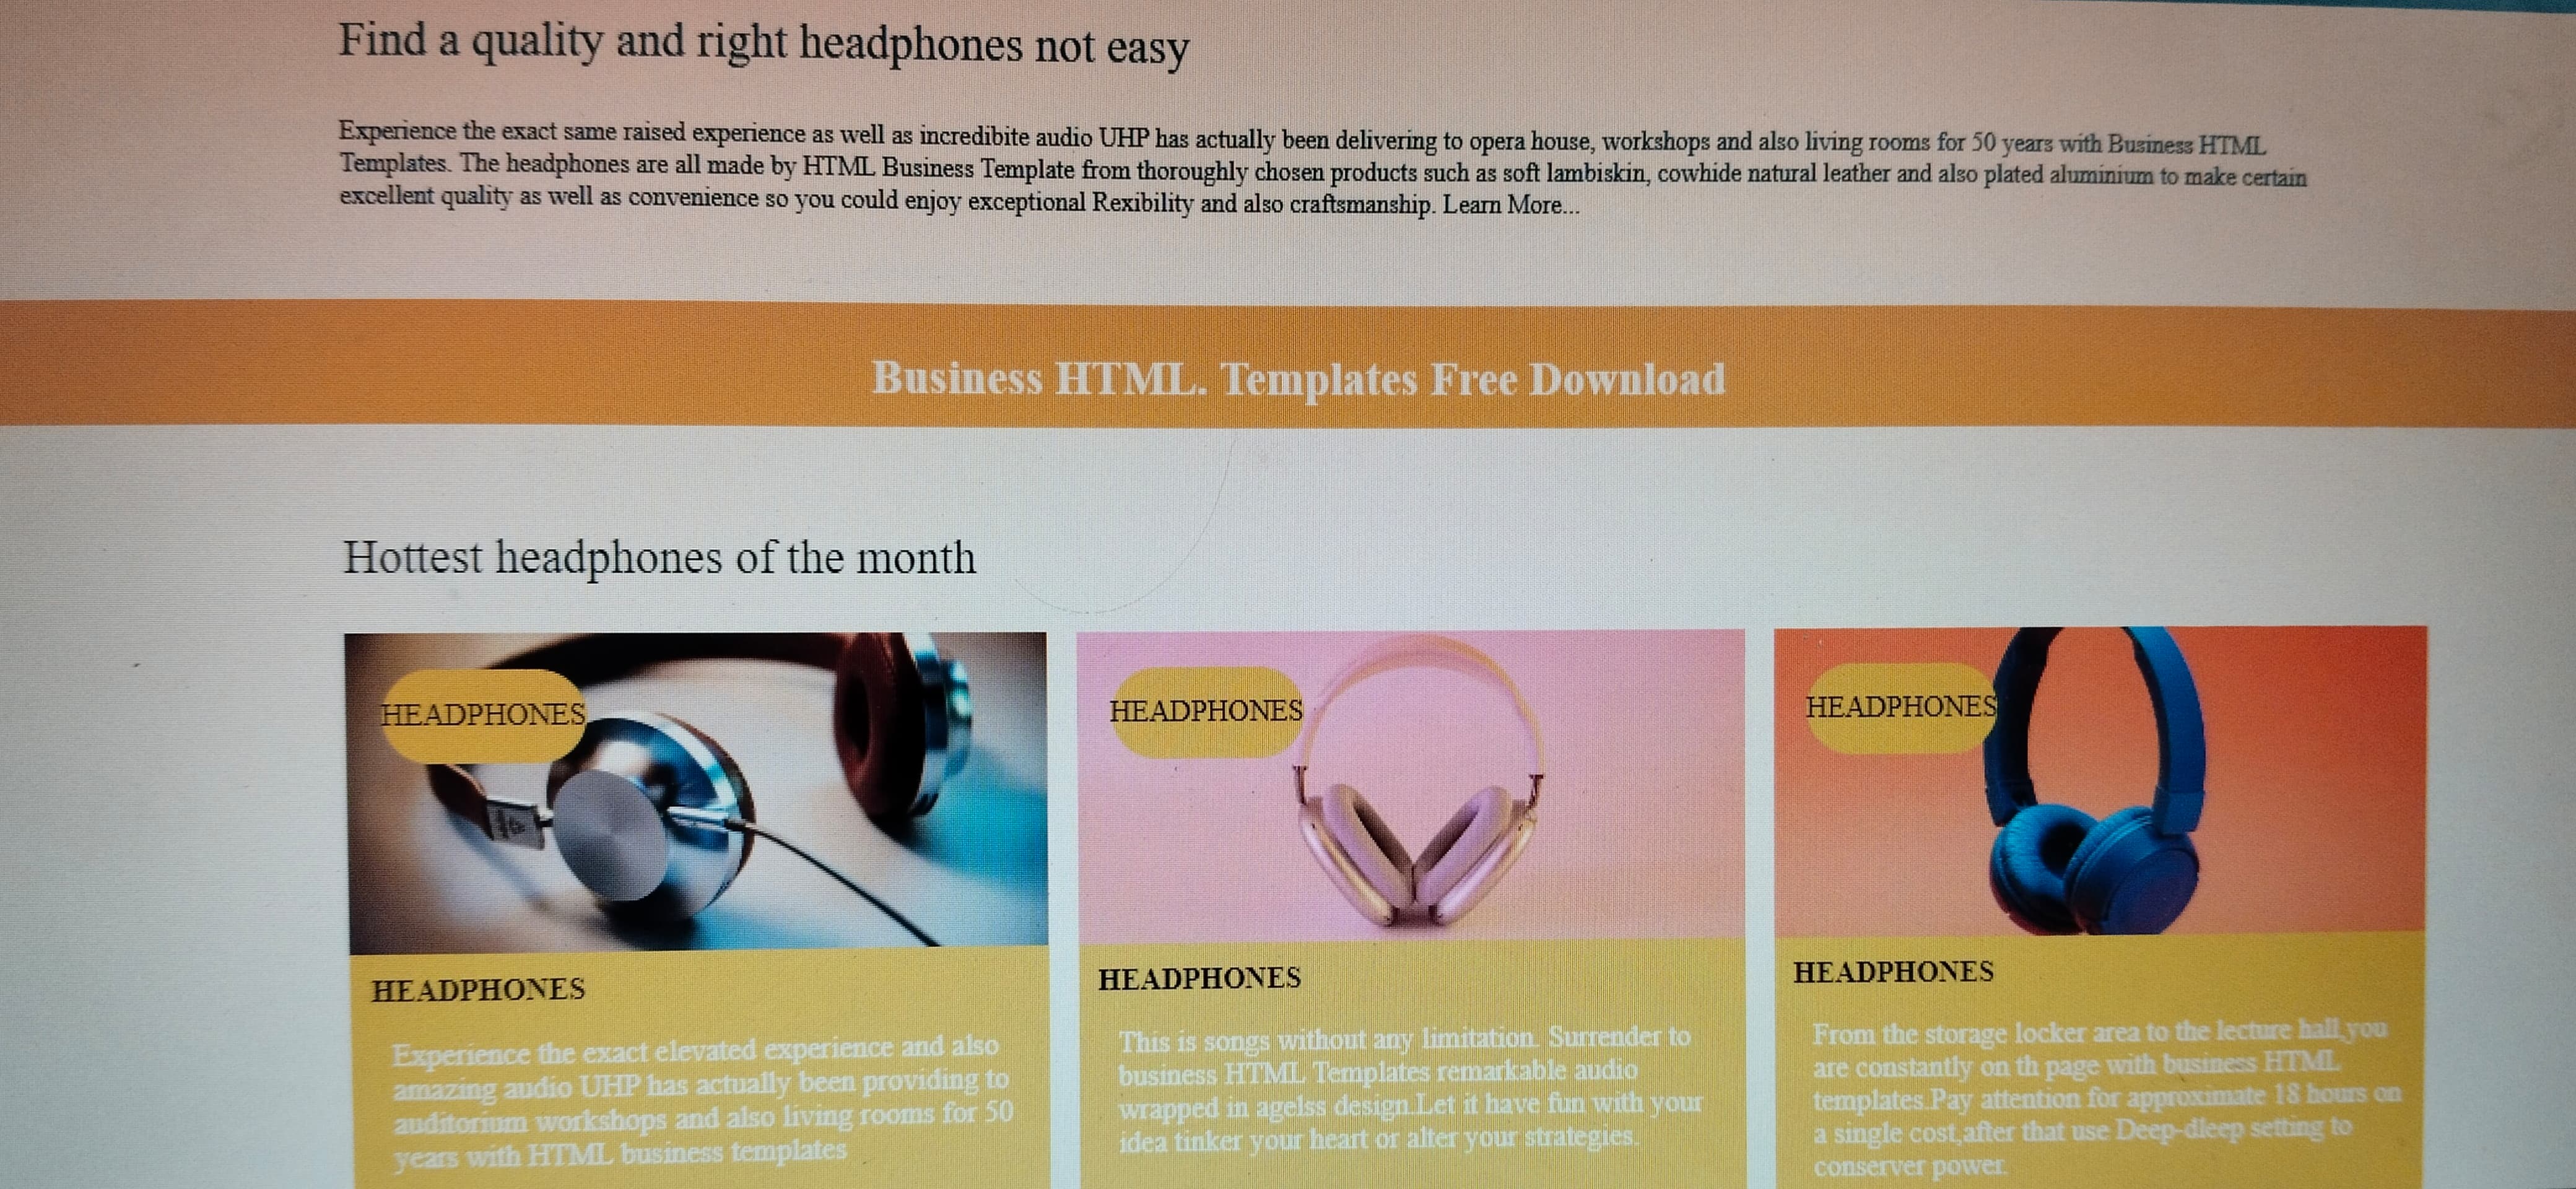 Find a quality and right headphones not easy
Experience the exact same raised experience as well as incredibite audio UHP has actually been delivering to opera house, workshops and also living rooms for 50 years with Business HTML
Templates. The headphones are all made by HTML Business Template from thoroughly chosen products such as soft lambiskin, cowhide natural leather and also plated aluminium to make certain
excellent quality as well as convenience so you could enjoy exceptional Rexibility and also craftsmanship. Learn More...
Business HTML. Templates Free Download
Hottest headphones of the month
HEADPHONES
HEADPHONES
Experience the exact elevated experience and also
amazing audio UHP has actually been providing to
auditorium workshops and also living rooms for 50
years with HTML business templates
HEADPHONES
HEADPHONES
This is songs without any limitation. Surrender to
business HTML Templates remarkable audio
wrapped in agelss design.Let it have fun with your
idea tinker your heart or alter your strategies.
HEADPHONES
HEADPHONES
From the storage locker area to the lecture hall,you
are constantly on th page with business HTML
templates.Pay attention for approximate 18 hours on
a single cost,after that use Deep-dleep setting to
conserver power.